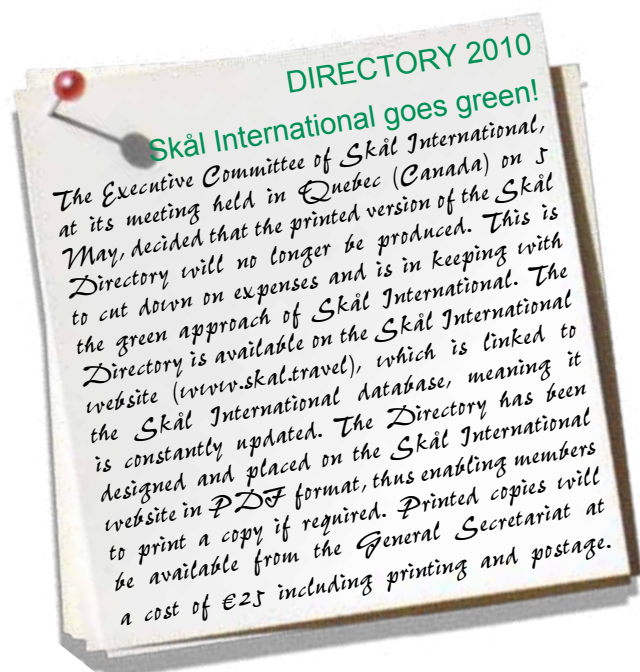 DIRECTORY 2010
Skål International goes green!
The Executive Committee of Skål International,
at its meeting held in Quebec (Canada) on 5
May, decided that the printed version of the Skål
Directory will no longer be produced. This is
to cut down on expenses and is in keeping with
the green approach of Skål International. The
Directory is available on the Skål International
website (www.skal.travel), which is linked to
the Skål International database, meaning it
is constantly updated. The Directory has been
designed and placed on the Skål International
website in PDF format, thus enabling members
to print a copy if required. Printed copies will
be available from the General Secretariat at
a cost of €25 including printing and postage.